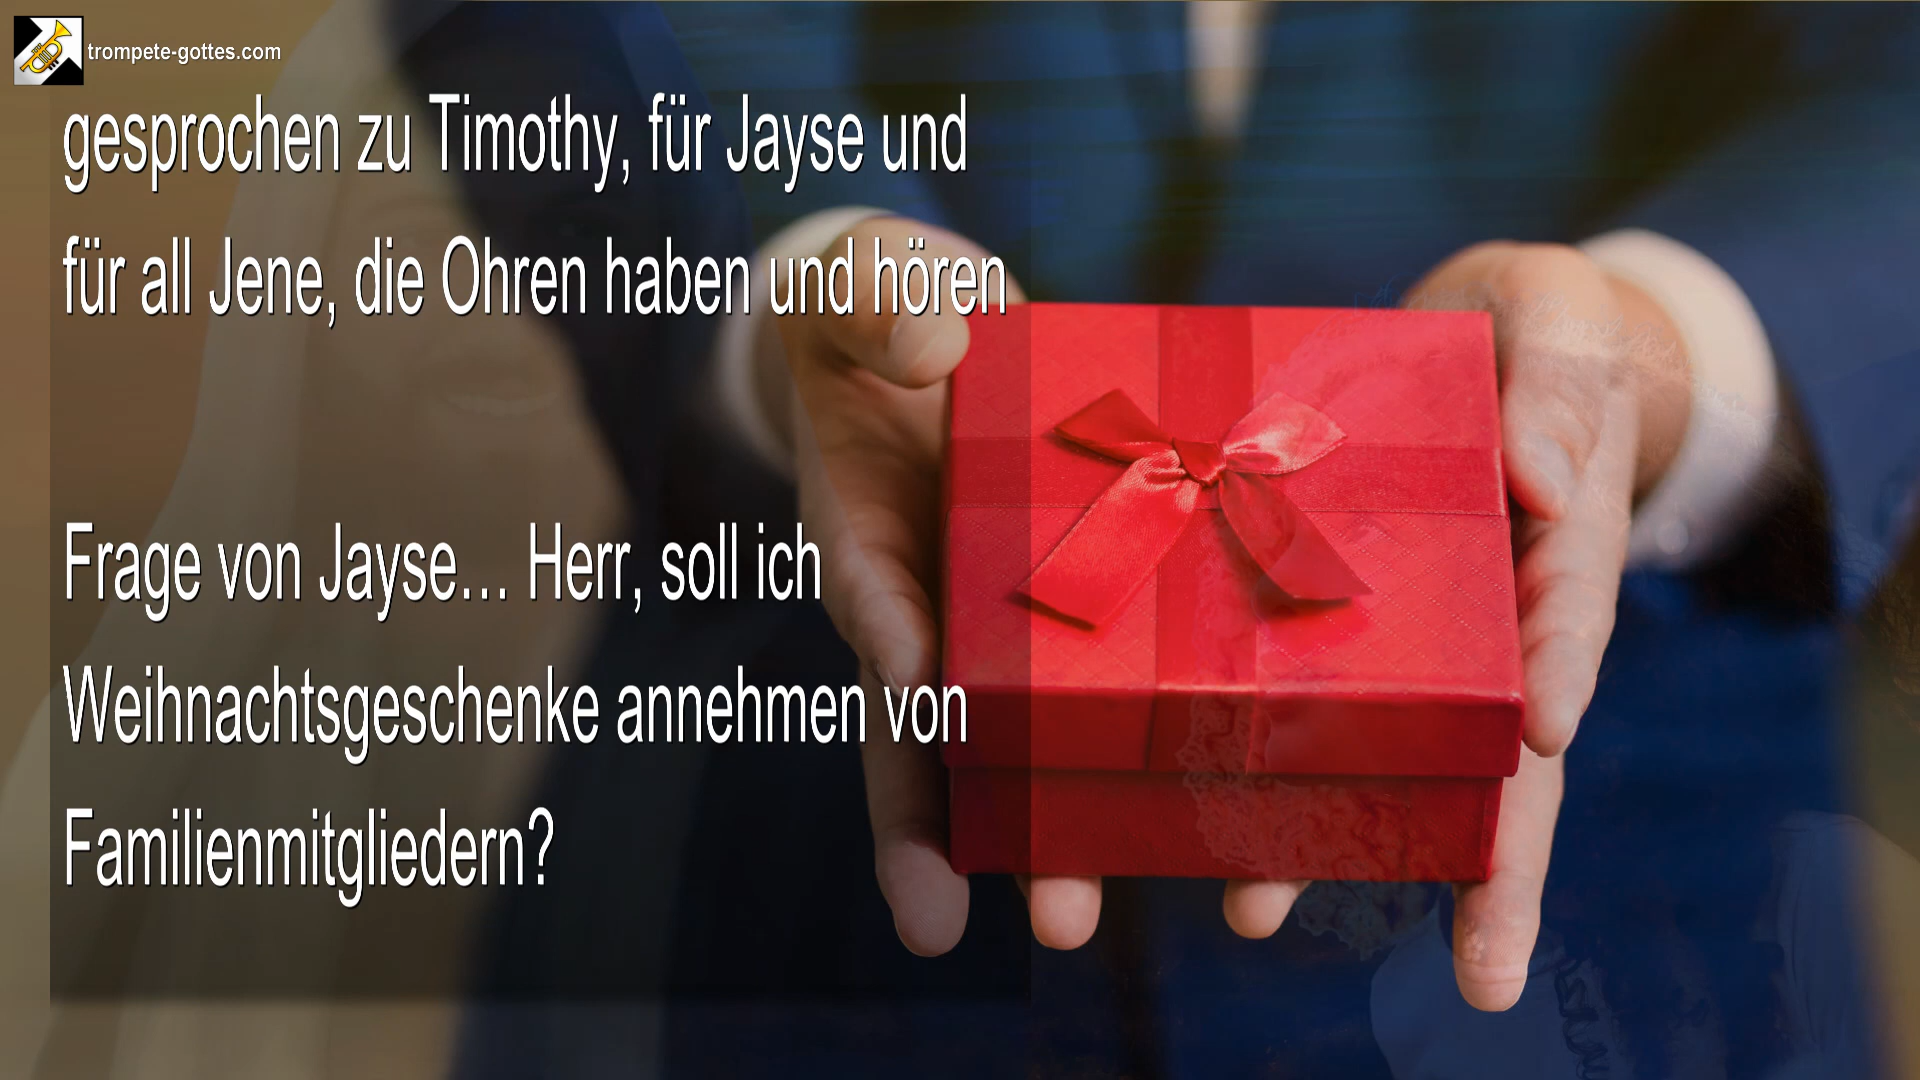 trompete-gottes.com
gesprochen zu Timothy, für Jayse und
für all Jene, die Ohren haben und hören
Frage von Jayse… Herr, soll ich
Weihnachtsgeschenke annehmen von
Familienmitgliedern?